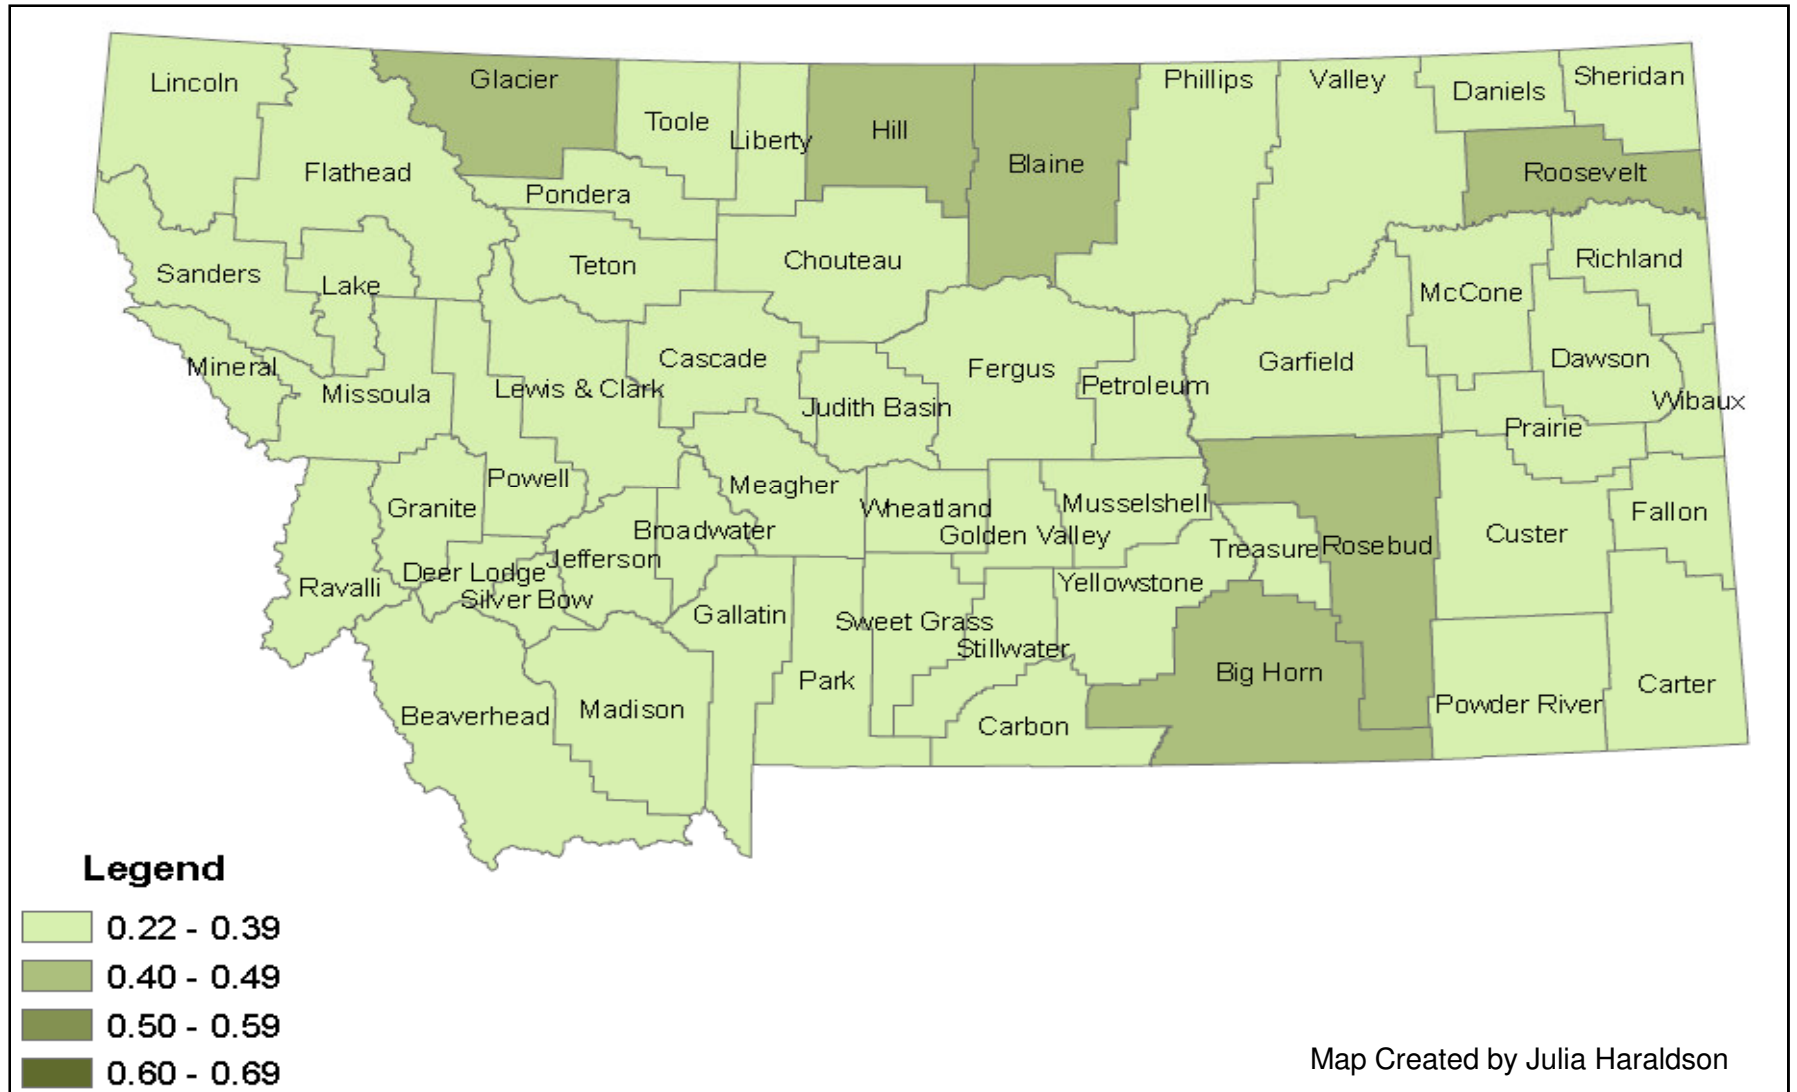 Lincoln
Glacier
Phillips
Valley
Sheridan
Daniels
Toole
Hill
Liberty
Blaine
Flathead
Roosevelt
Pondera
Chouteau
Richland
Teton
Sanders
Lake
McCone
Cascade
Dawson
Garfield
Fergus
Mineral
Petroleum
Lewis & Clark
Missoula
Wibaux
Judith Basin
Prairie
Powell
Meagher
Musselshell
Granite
Wheatland
Fallon
Broadwater
Golden Valley
Custer
Rosebud
Treasure
Jefferson
Deer Lodge
Yellowstone
Ravalli
Silver Bow
Gallatin
Sweet Grass
Stillwater
Big Horn
Park
Carter
Powder River
Madison
Beaverhead
Carbon
Legend
0.22 - 0.39
0.40 - 0.49
0.50 - 0.59
0.60 - 0.69
Map Created by Julia Haraldson